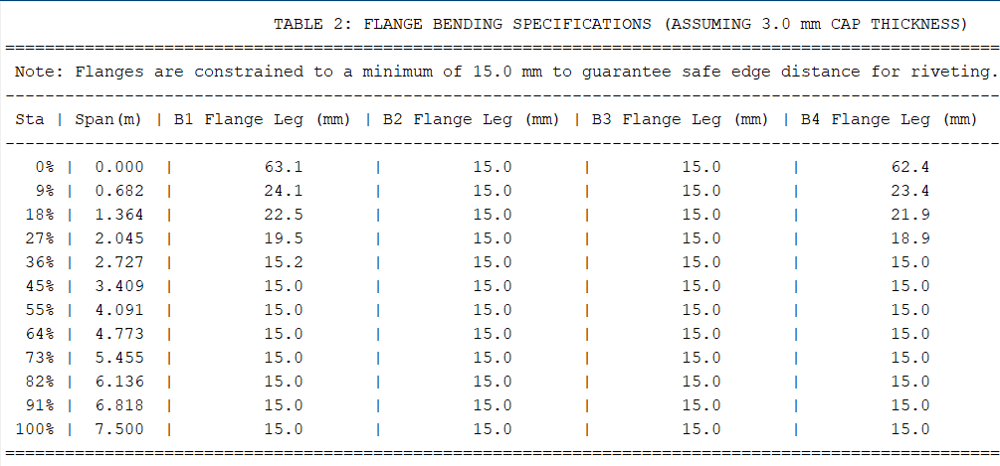 TABLE 2: FLANGE BENDING SPECIFICATIONS (ASSUMING 3.0 mm CAP THICKNESS)
Note: Flanges are constrained to a minimum of 15.0 mm to guarantee safe edge distance for riveting.
Sta | Span(m) | B1 Flange Leg (mm) | B2 Flange Leg (mm) | B3 Flange Leg (mm) | B4 Flange Leg (mm)
0% | 0.000 | 63.1 | 15.0 | 15.0 | 62.4
9% | 0.682 | 24.1 | 15.0 | 15.0 | 23.4
18% | 1.364 | 22.5 | 15.0 | 15.0 | 21.9
27% | 2.045 | 19.5 | 15.0 | 15.0 | 18.9
36% | 2.727 | 15.2 | 15.0 | 15.0 | 15.0
45% | 3.409 | 15.0 | 15.0 | 15.0 | 15.0
55% | 4.091 | 15.0 | 15.0 | 15.0 | 15.0
64% | 4.773 | 15.0 | 15.0 | 15.0 | 15.0
73% | 5.455 | 15.0 | 15.0 | 15.0 | 15.0
82% | 6.136 | 15.0 | 15.0 | 15.0 | 15.0
91% | 6.818 | 15.0 | 15.0 | 15.0 | 15.0
100% | 7.500 | 15.0 | 15.0 | 15.0 | 15.0